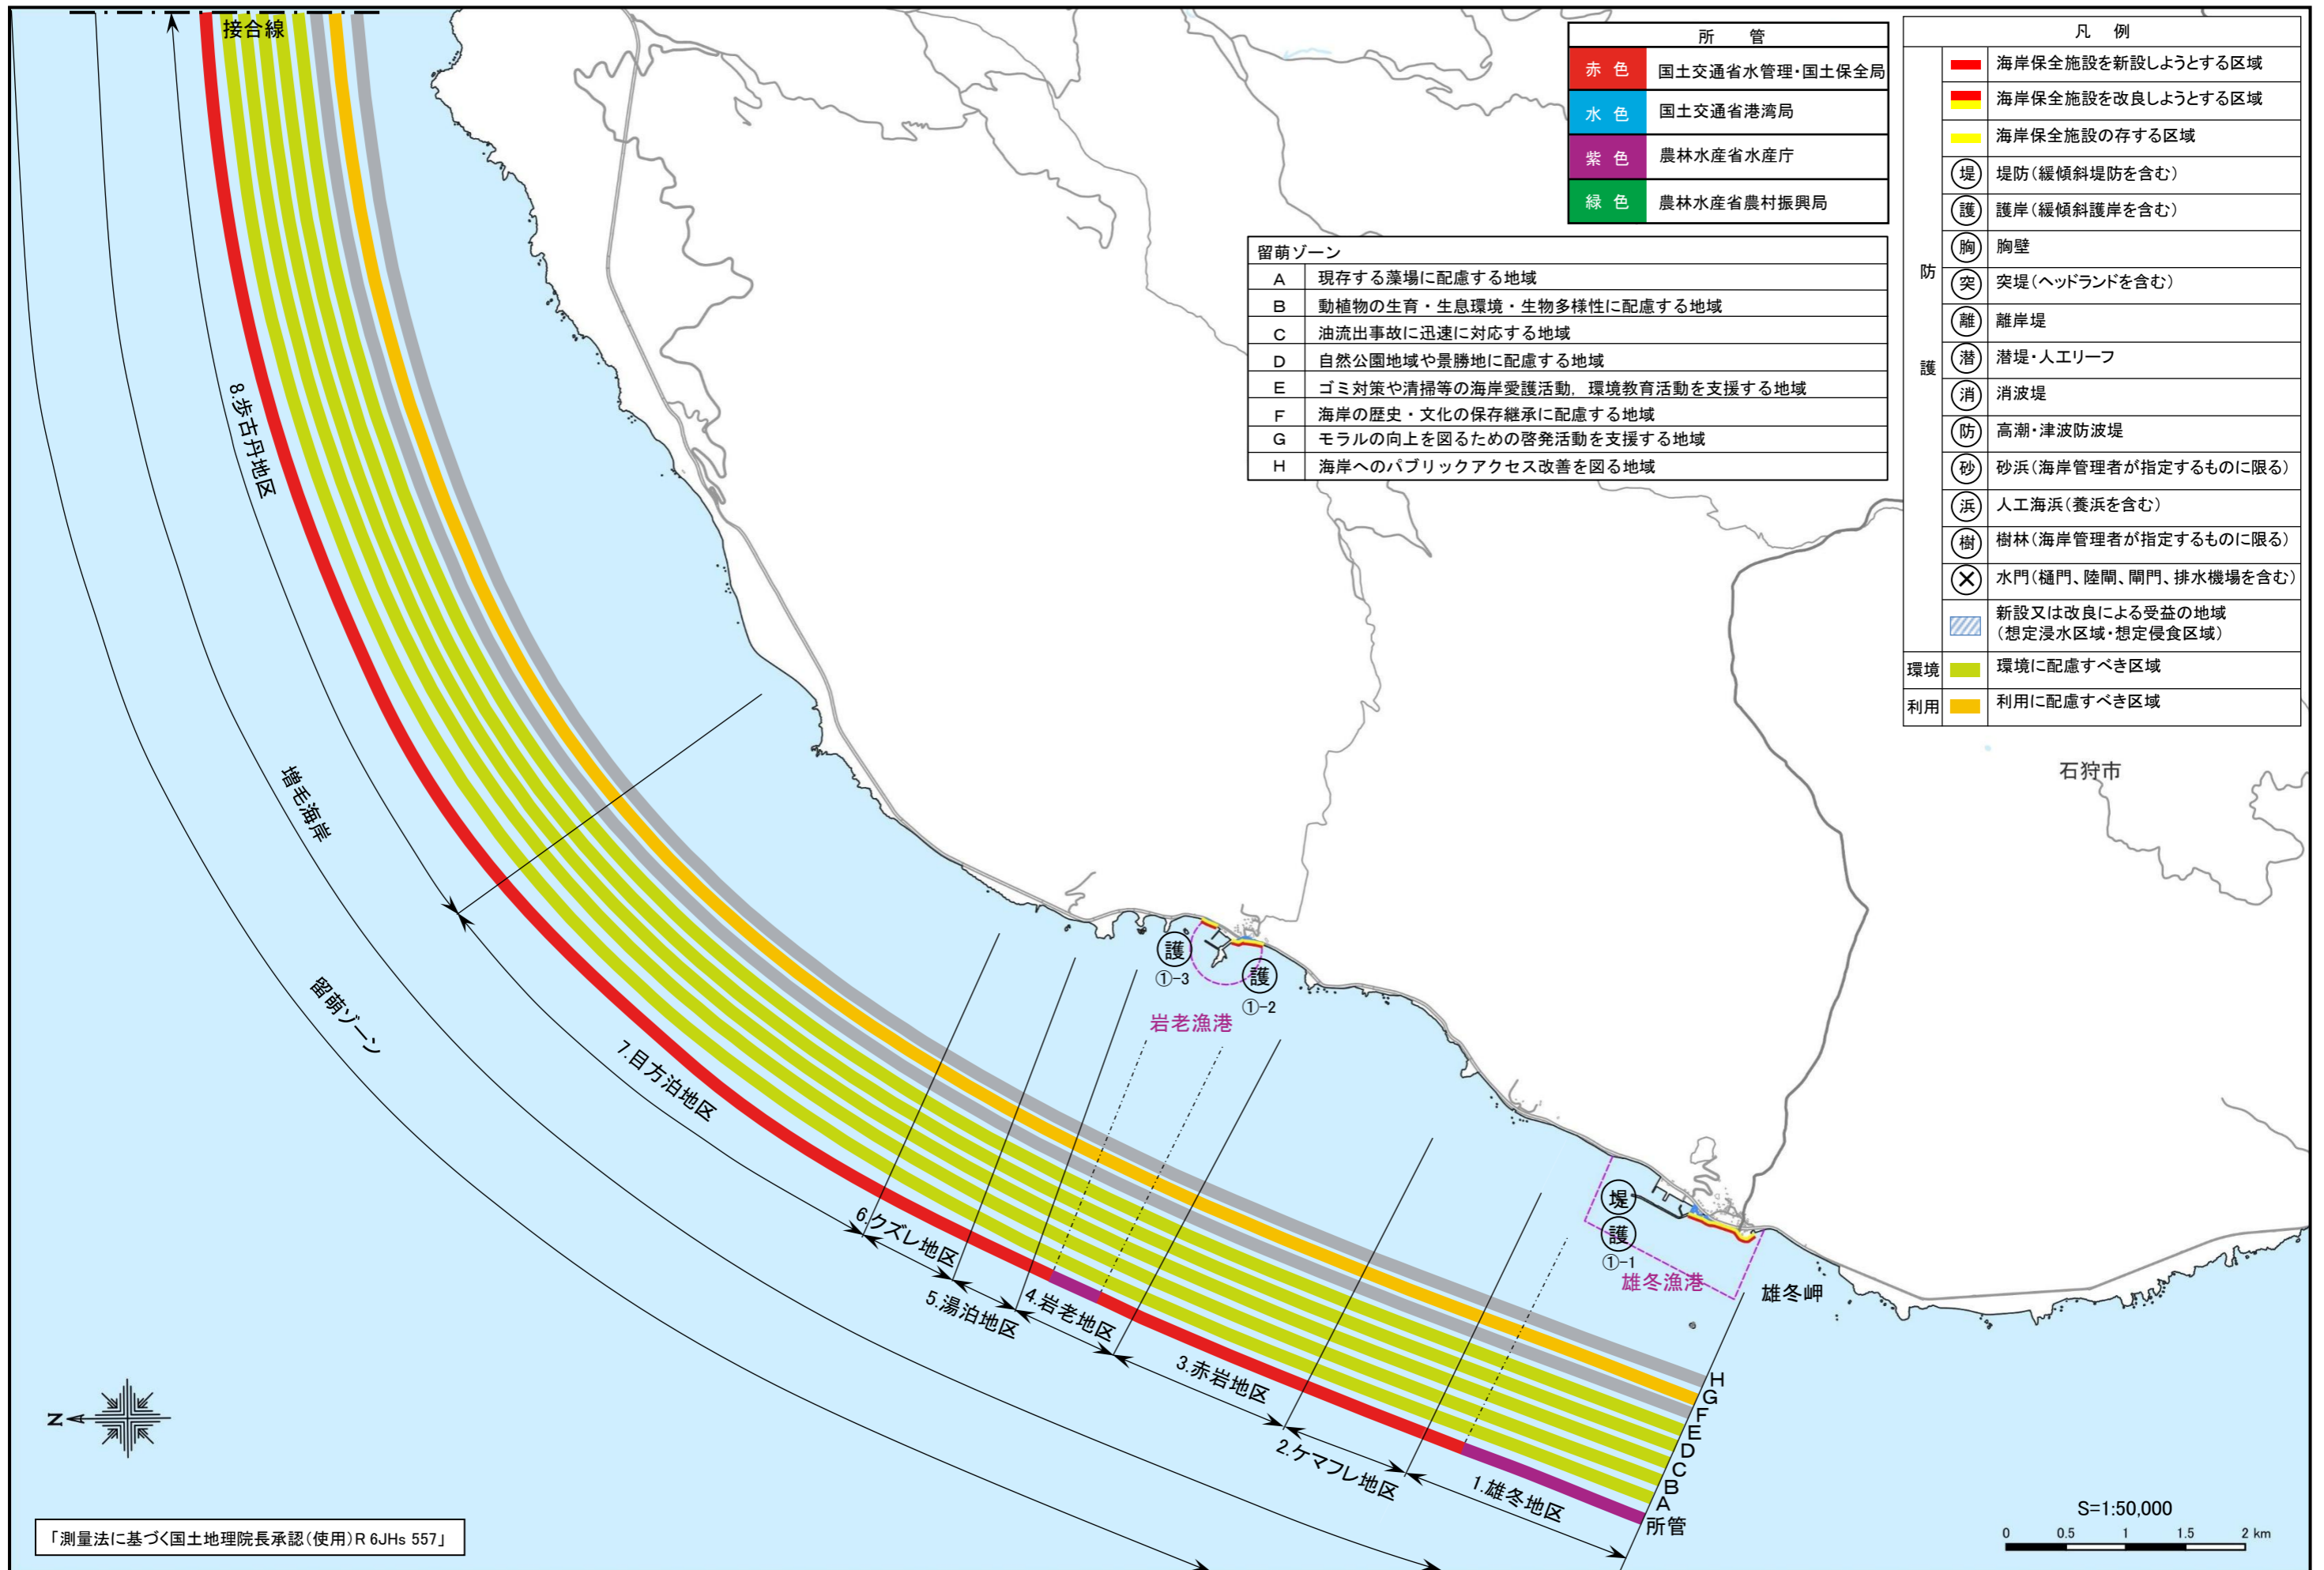 接合線
所 管
赤 色 国土交通省水管理・国土保全局
水 色 国土交通省港湾局
紫 色 農林水産省水産庁
緑 色 農林水産省農村振興局
留萌ゾーン
A 現存する藻場に配慮する地域
B 動植物の生育・生息環境・生物多様性に配慮する地域
C 油流出事故に迅速に対応する地域
D 自然公園地域や景勝地に配慮する地域
E ゴミ対策や清掃等の海岸愛護活動，環境教育活動を支援する地域
F 海岸の歴史・文化の保存継承に配慮する地域
G モラルの向上を図るための啓発活動を支援する地域
H 海岸へのパブリックアクセス改善を図る地域
凡 例
防 護
海岸保全施設を新設しようとする区域
海岸保全施設を改良しようとする区域
海岸保全施設の存する区域
堤 堤防（緩傾斜堤防を含む）
護 護岸（緩傾斜護岸を含む）
胸 胸壁
突 突堤（ヘッドランドを含む）
離 離岸堤
潜 潜堤・人工リーフ
消 消波堤
防 高潮・津波防波堤
砂 砂浜（海岸管理者が指定するものに限る）
浜 人工海浜（養浜を含む）
樹 樹林（海岸管理者が指定するものに限る）
水門（樋門、陸閘、閘門、排水機場を含む）
新設又は改良による受益の地域
（想定浸水区域・想定侵食区域）
環境 環境に配慮すべき区域
利用 利用に配慮すべき区域
石狩市
8.歩古丹地区
増毛海岸
留萌ゾーン
7.目方泊地区
6.クズレ地区
5.湯泊地区
4.岩老地区
3.赤岩地区
2.ケマフレ地区
1.雄冬地区
護
①-3
護
①-2
岩老漁港
堤
護
①-1
雄冬漁港
雄冬岬
H
G
F
E
D
C
B
A
所管
N
「測量法に基づく国土地理院長承認（使用）R 6JHs 557」
S=1:50,000
0 0.5 1 1.5 2 km